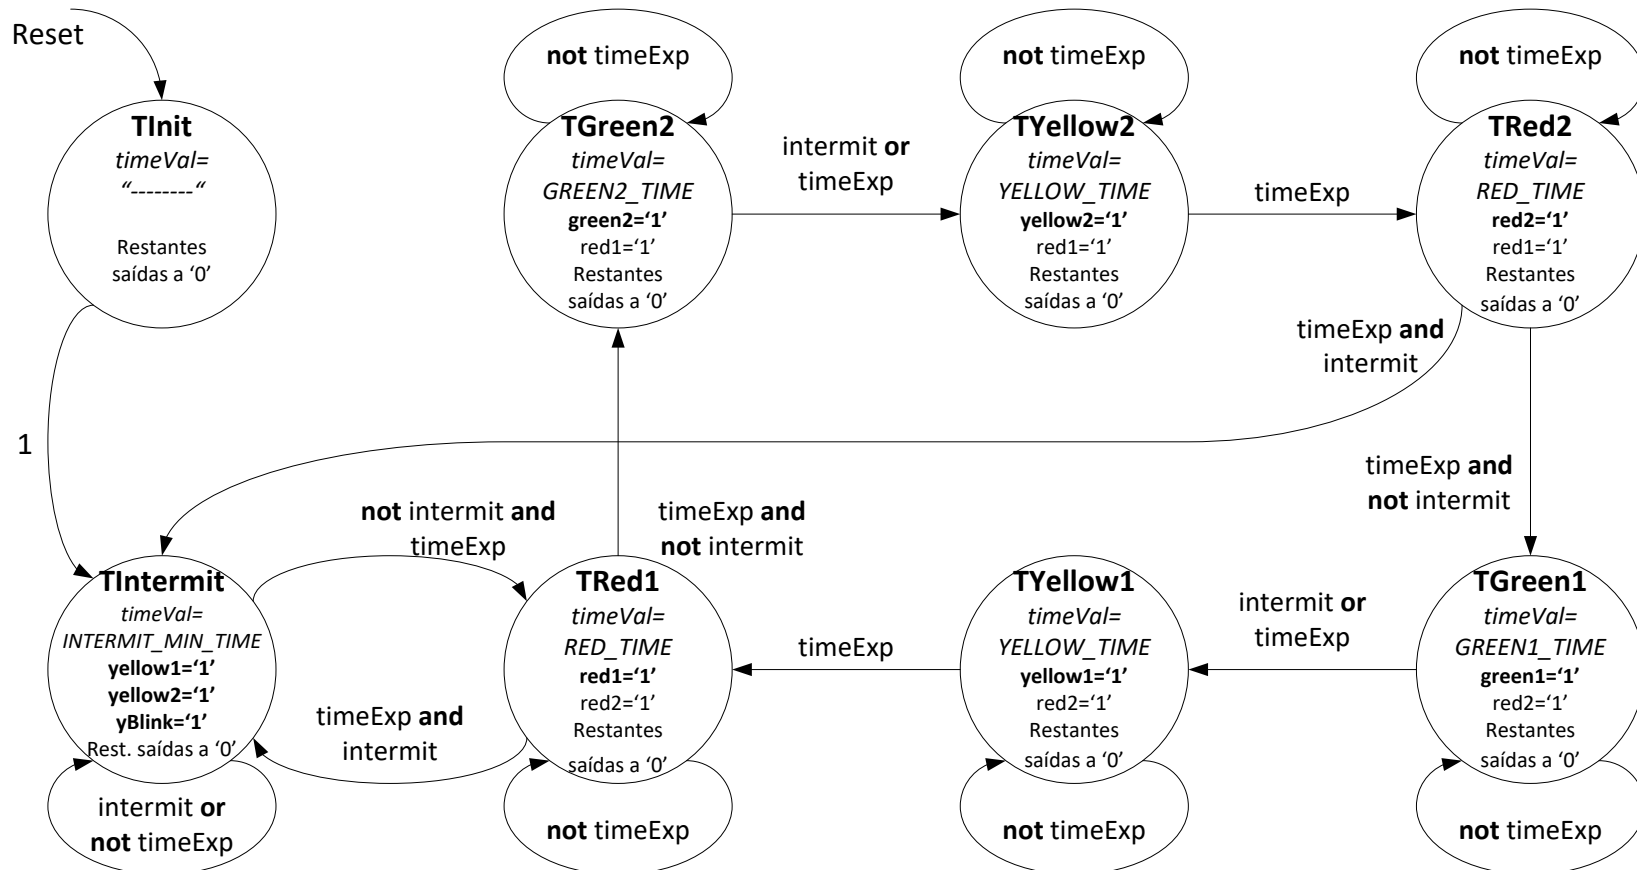 Reset
TInit
timeVal=
“--------“
Restantes
saídas a ‘0’
1
not timeExp
TGreen2
timeVal=
GREEN2_TIME
green2=‘1’
red1=‘1’
Restantes
saídas a ‘0’
intermit or
timeExp
not timeExp
TYellow2
timeVal=
YELLOW_TIME
yellow2=‘1’
red1=‘1’
Restantes
saídas a ‘0’
timeExp
not timeExp
TRed2
timeVal=
RED_TIME
red2=‘1’
red1=‘1’
Restantes
saídas a ‘0’
timeExp and
intermit
timeExp and
not intermit
not intermit and
timeExp
timeExp and
not intermit
TIntermit
timeVal=
INTERMIT_MIN_TIME
yellow1=‘1’
yellow2=‘1’
yBlink=‘1’
Rest. saídas a ‘0’
intermit or
not timeExp
timeExp and
intermit
TRed1
timeVal=
RED_TIME
red1=‘1’
red2=‘1’
Restantes
saídas a ‘0’
not timeExp
timeExp
TYellow1
timeVal=
YELLOW_TIME
yellow1=‘1’
red2=‘1’
Restantes
saídas a ‘0’
not timeExp
intermit or
timeExp
TGreen1
timeVal=
GREEN1_TIME
green1=‘1’
red2=‘1’
Restantes
saídas a ‘0’
not timeExp